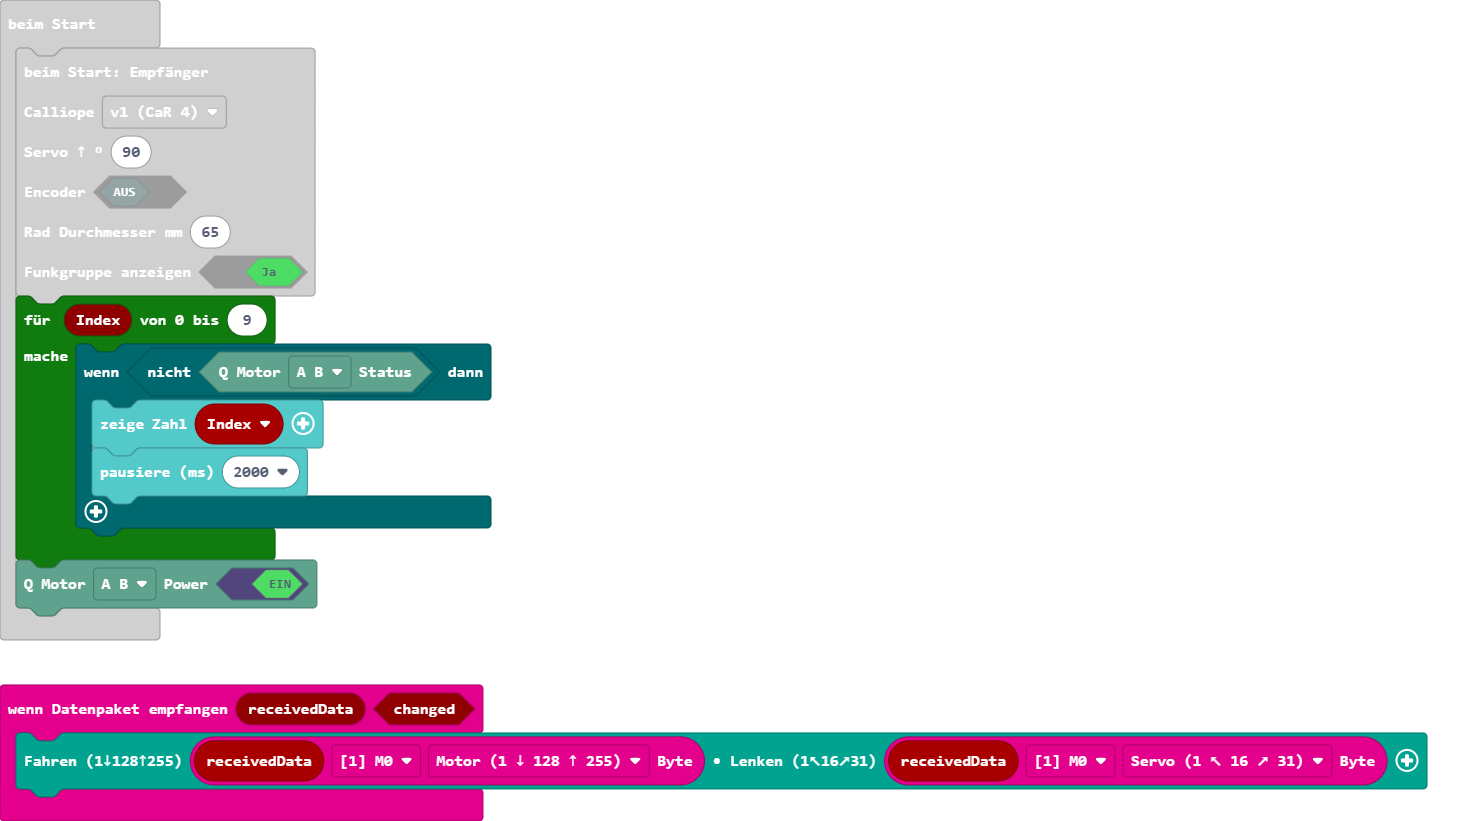 beim Start
beim Start: Empfänger
Calliope v1 (CaR 4)
Servo ↑ ° 90
Encoder AUS
Rad Durchmesser mm 65
Funkgruppe anzeigen Ja
für Index von 0 bis 9
mache
wenn nicht Q Motor A B Status dann
zeige Zahl Index
pausiere (ms) 2000
Q Motor A B Power EIN
wenn Datenpaket empfangen receivedData changed
Fahren (1↓128↑255) receivedData [1] M0 Motor (1 ↓ 128 ↑ 255) Byte • Lenken (1↖16↗31) receivedData [1] M0 Servo (1 ↖ 16 ↗ 31) Byte